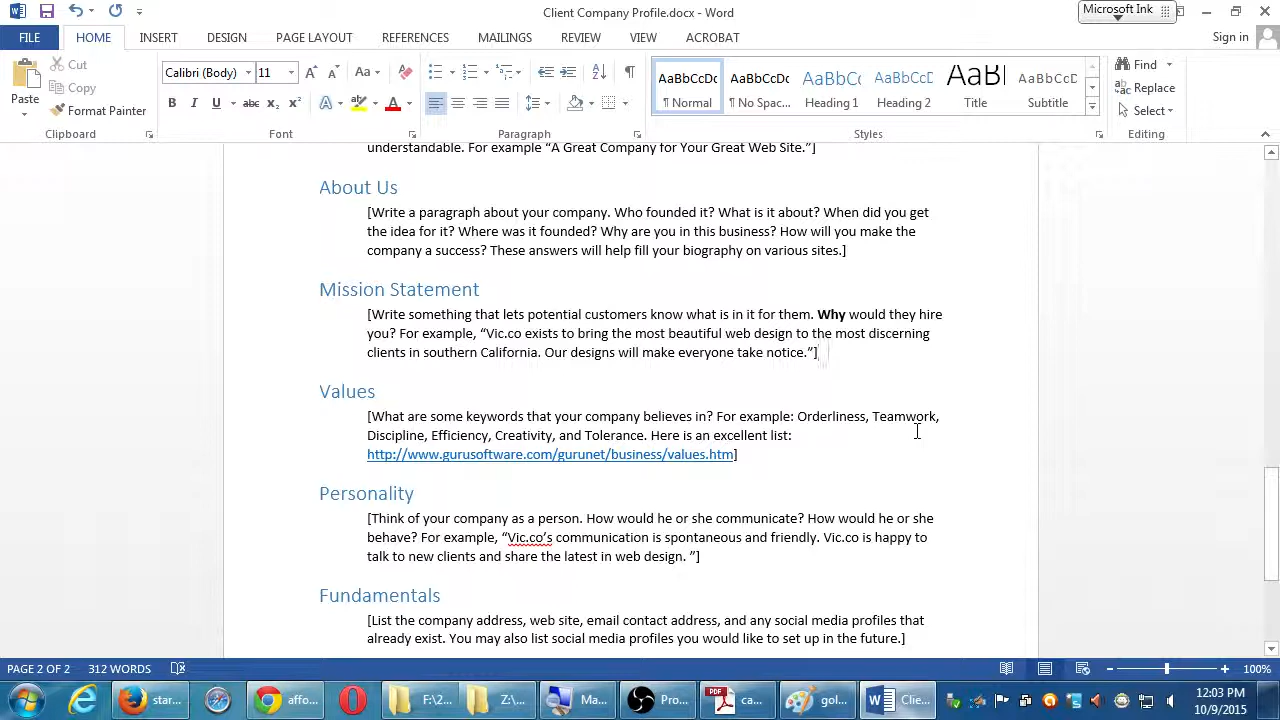 Client Company Profile.docx - Word
Microsoft Ink
FILE
HOME
INSERT
DESIGN
PAGE LAYOUT
REFERENCES
MAILINGS
REVIEW
VIEW
ACROBAT
Sign in
Paste
Cut
Copy
Format Painter
Clipboard
Calibri (Body)
11
Font
Paragraph
AaBbCcDc
¶ Normal
AaBbCcDc
¶ No Spac...
AaBbCc
Heading 1
AaBbCcD
Heading 2
AaB
Title
AaBbCcD
Subtitle
Styles
Find
Replace
Select
Editing
understandable. For example “A Great Company for Your Great Web Site.”]
About Us
[Write a paragraph about your company. Who founded it? What is it about? When did you get
the idea for it? Where was it founded? Why are you in this business? How will you make the
company a success? These answers will help fill your biography on various sites.]
Mission Statement
[Write something that lets potential customers know what is in it for them. Why would they hire
you? For example, “Vic.co exists to bring the most beautiful web design to the most discerning
clients in southern California. Our designs will make everyone take notice.”]
Values
[What are some keywords that your company believes in? For example: Orderliness, Teamwork,
Discipline, Efficiency, Creativity, and Tolerance. Here is an excellent list:
http://www.gurusoftware.com/gurunet/business/values.htm]
Personality
[Think of your company as a person. How would he or she communicate? How would he or she
behave? For example, “Vic.co’s communication is spontaneous and friendly. Vic.co is happy to
talk to new clients and share the latest in web design. ”]
Fundamentals
[List the company address, web site, email contact address, and any social media profiles that
already exist. You may also list social media profiles you would like to set up in the future.]
PAGE 2 OF 2
312 WORDS
100%
star...
affo...
F:\2...
Z:\...
Ma...
Pro...
ca...
gol...
Clie...
12:03 PM
10/9/2015